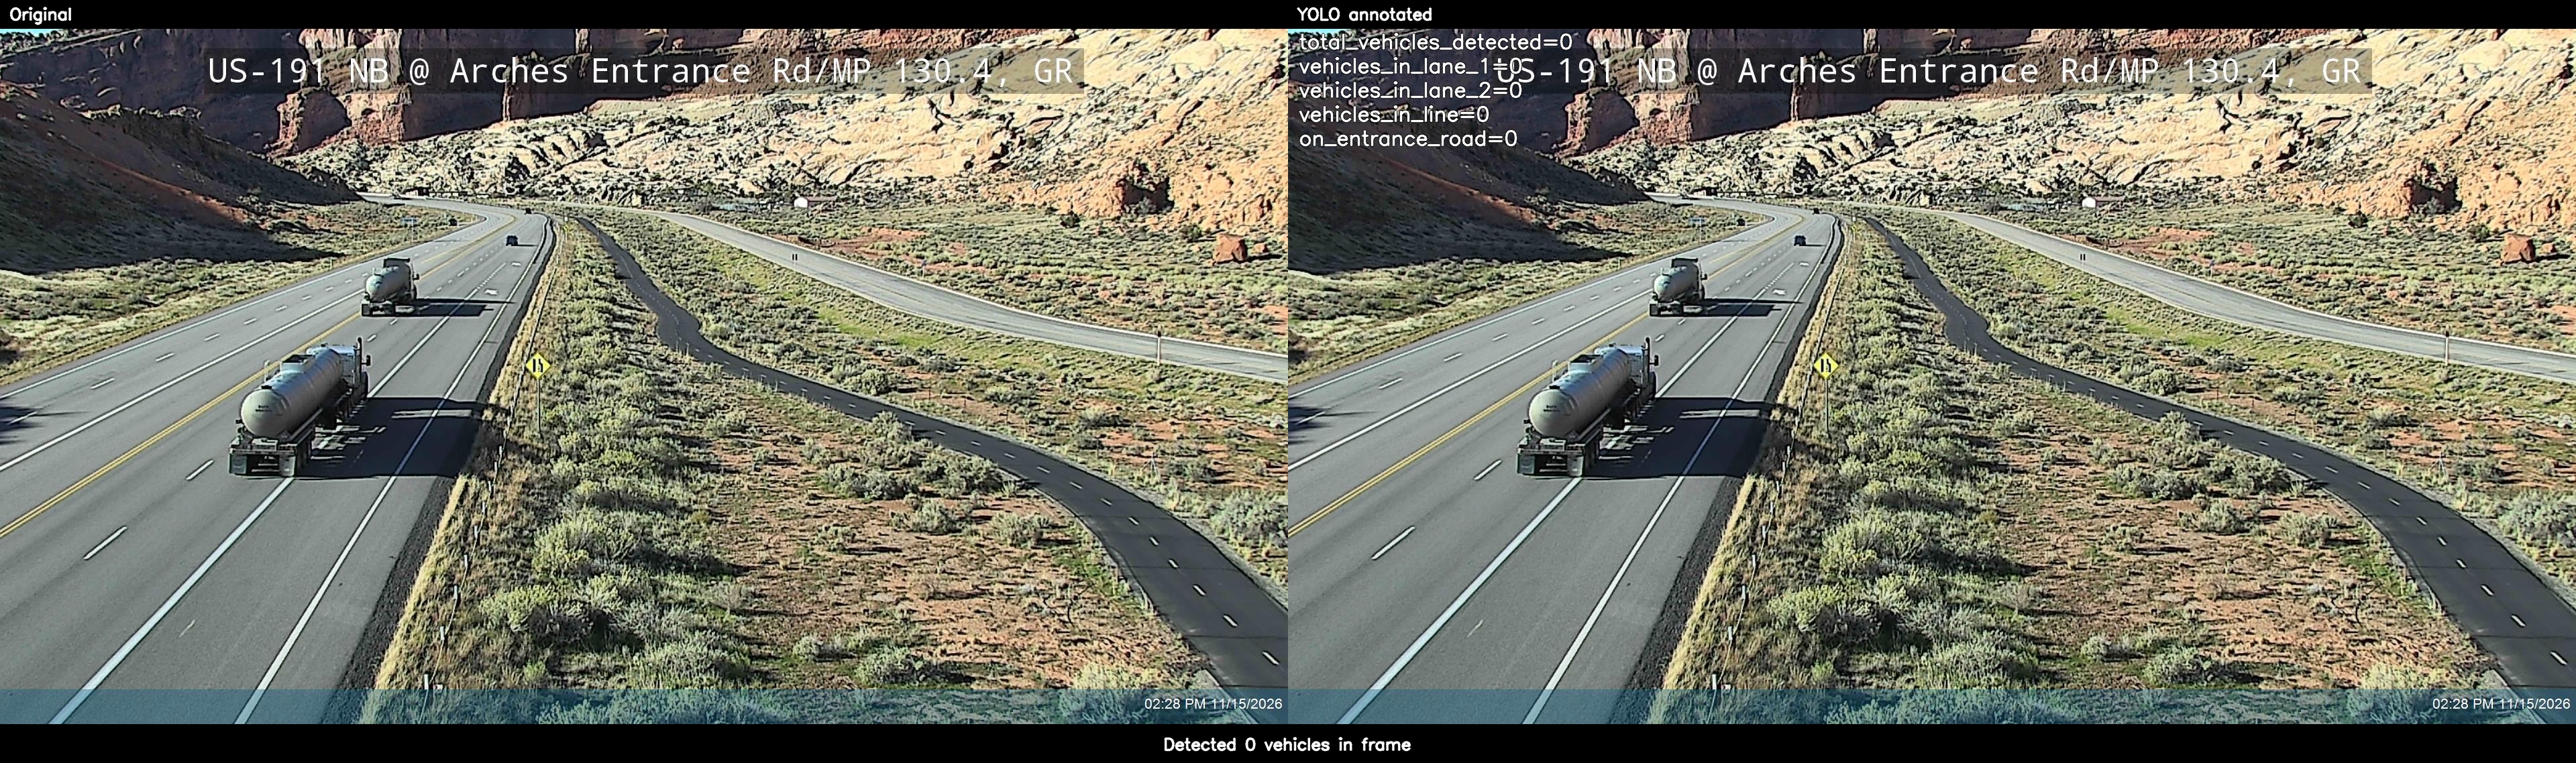 Original
US-191 NB @ Arches Entrance Rd/MP 130.4, GR
02:28 PM 11/15/2026
YOLO annotated
total_vehicles_detected=0
vehicles_in_lane_1=0
US-191 NB @ Arches Entrance Rd/MP 130.4, GR
vehicles_in_lane_2=0
vehicles_in_line=0
on_entrance_road=0
02:28 PM 11/15/2026
Detected 0 vehicles in frame